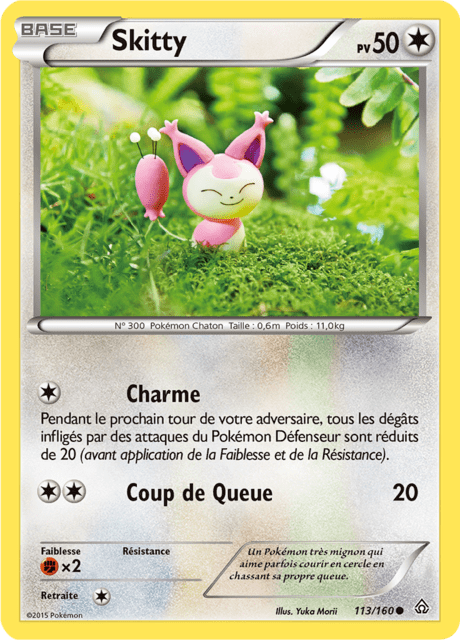 BASE
Skitty
PV 50
N° 300 Pokémon Chaton Taille : 0,6m Poids : 11,0kg
Charme
Pendant le prochain tour de votre adversaire, tous les dégâts
infligés par des attaques du Pokémon Défenseur sont réduits
de 20 (avant application de la Faiblesse et de la Résistance).
Coup de Queue 20
Faiblesse Résistance
×2
Retraite
Un Pokémon très mignon qui
aime parfois courir en cercle en
chassant sa propre queue.
©2015 Pokémon
Illus. Yuka Morii 113/160